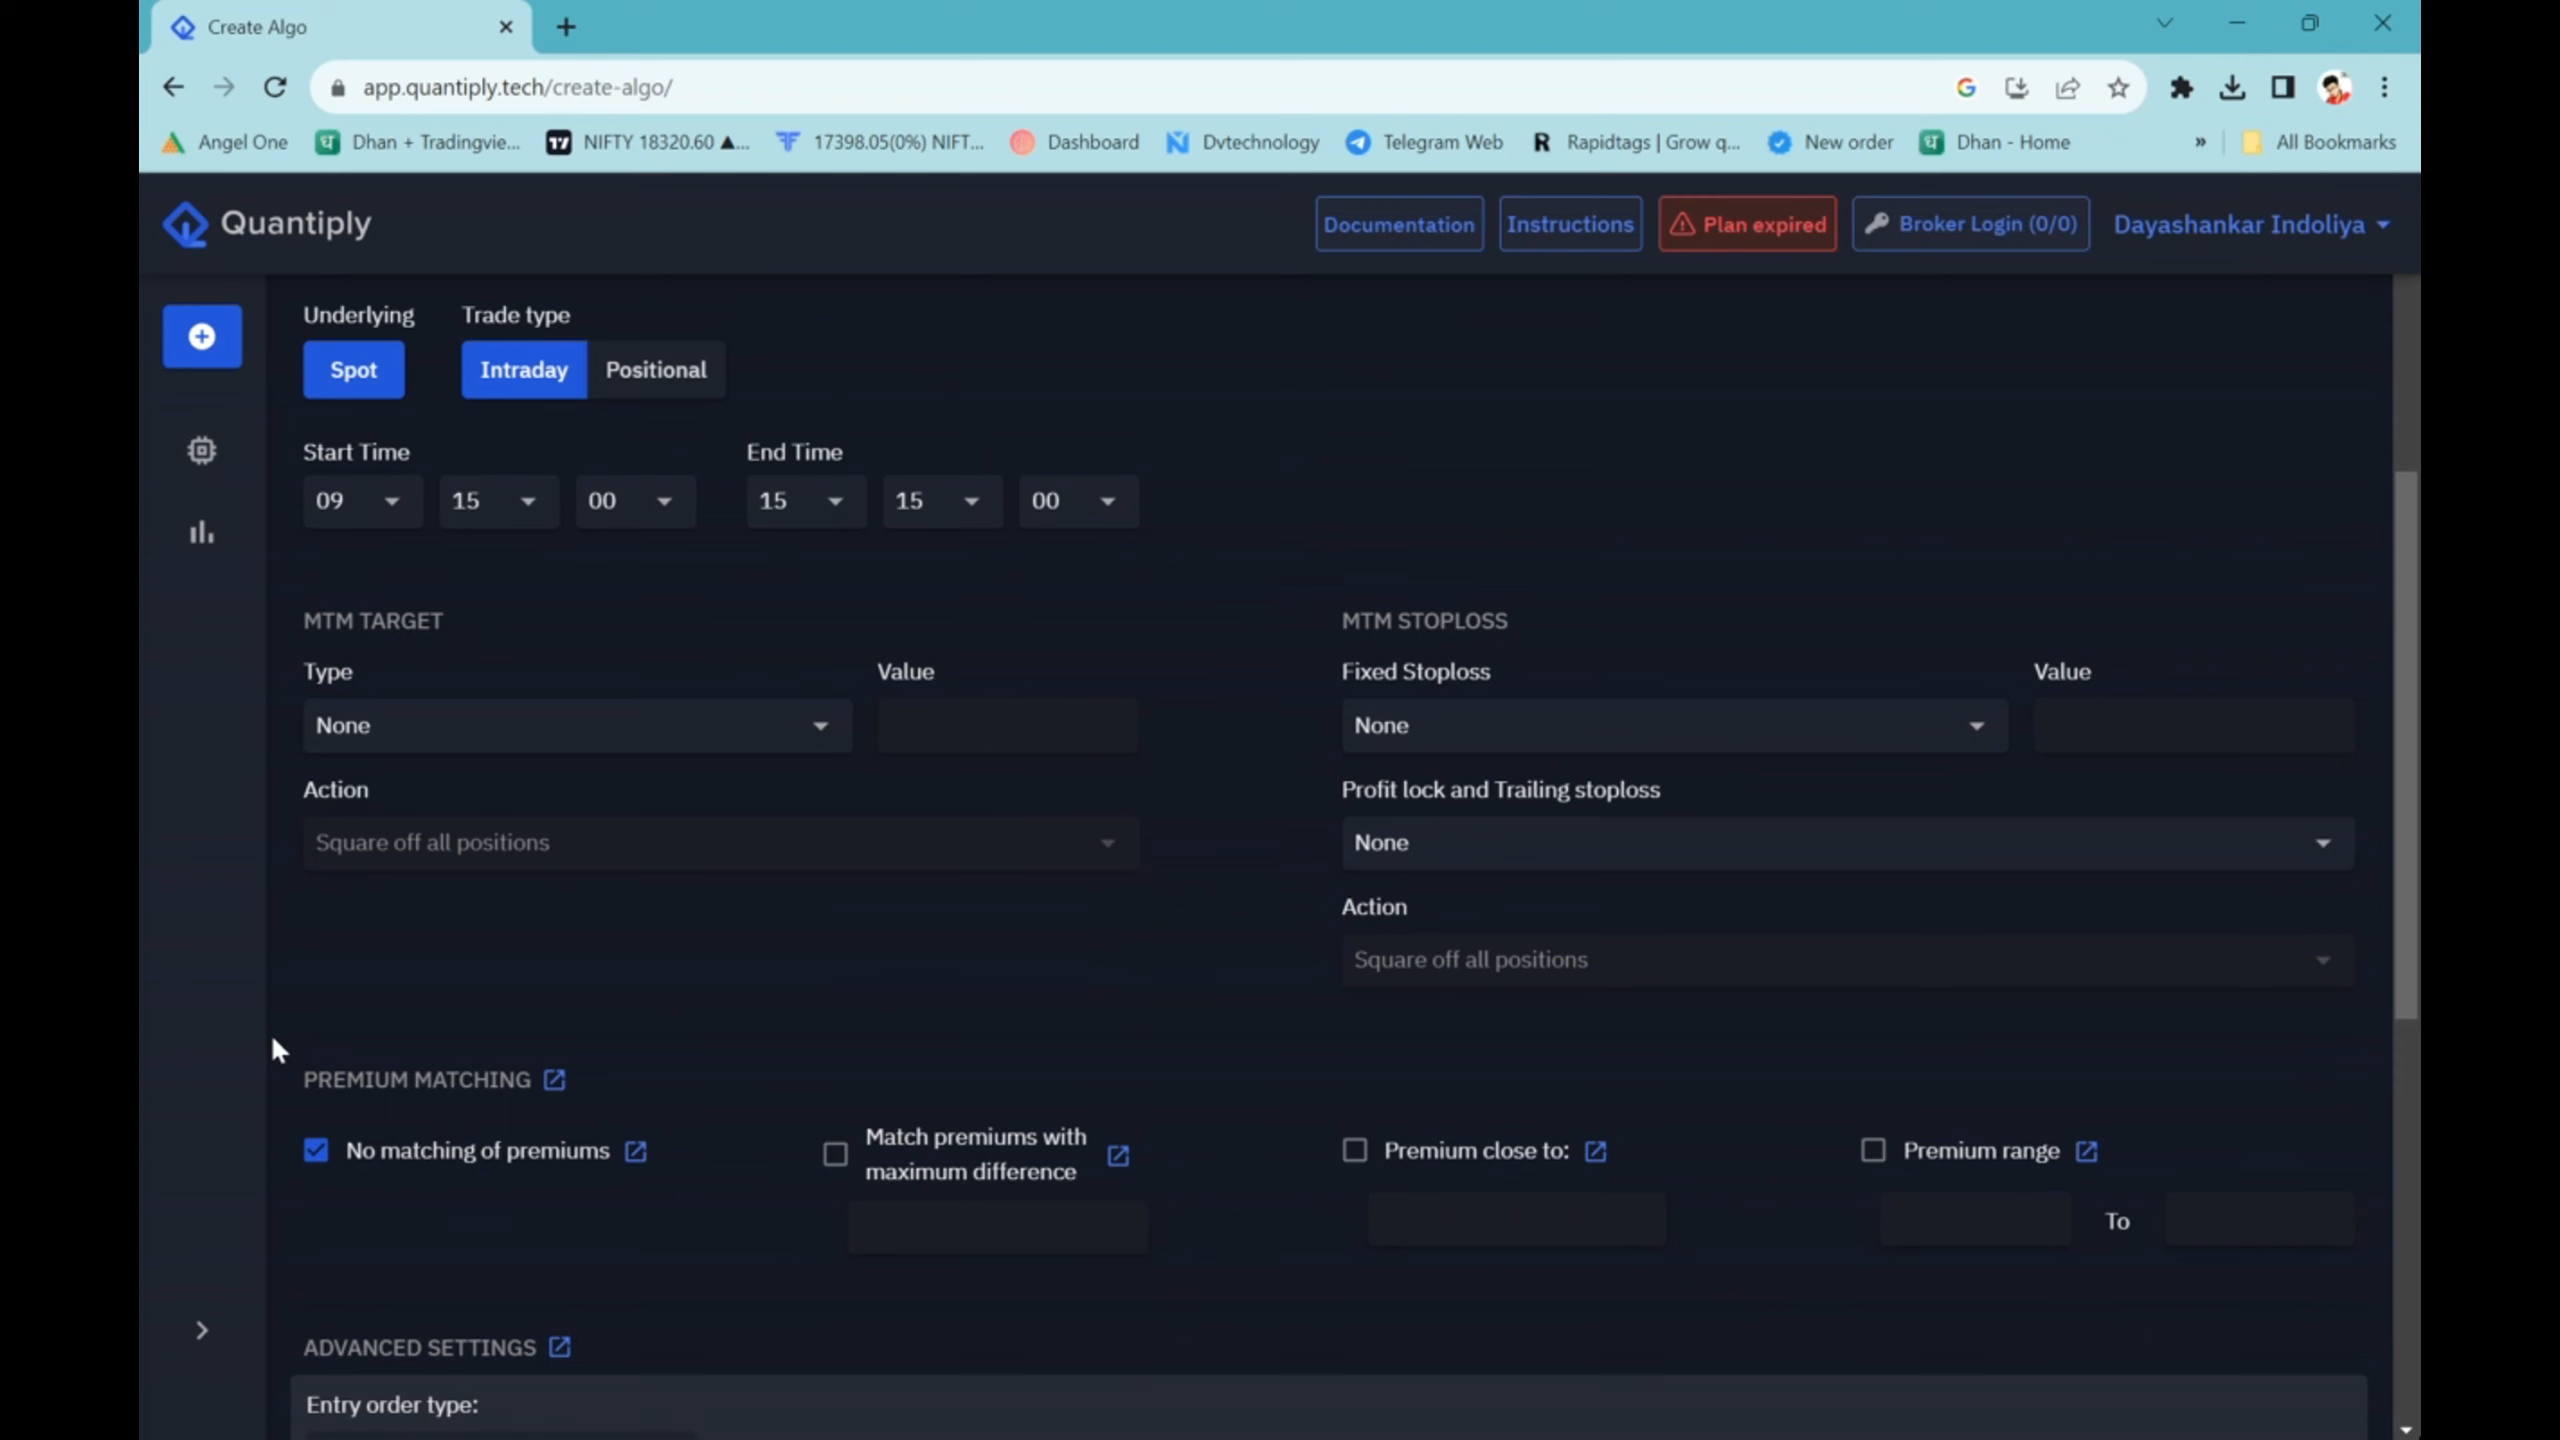 Create Algo
app.quantiply.tech/create-algo/
Angel One
Dhan + Tradingvie...
NIFTY 18320.60 ▲...
17398.05(0%) NIFT...
Dashboard
Dvtechnology
Telegram Web
Rapidtags | Grow q...
New order
Dhan - Home
»
All Bookmarks
Quantiply
Documentation
Instructions
Plan expired
Broker Login (0/0)
Dayashankar Indoliya
Underlying
Trade type
Spot
Intraday
Positional
Start Time
End Time
09
15
00
15
15
00
MTM TARGET
MTM STOPLOSS
Type
Value
Fixed Stoploss
Value
None
None
Action
Profit lock and Trailing stoploss
Square off all positions
None
Action
Square off all positions
PREMIUM MATCHING
No matching of premiums
Match premiums with
maximum difference
Premium close to:
Premium range
To
ADVANCED SETTINGS
Entry order type: